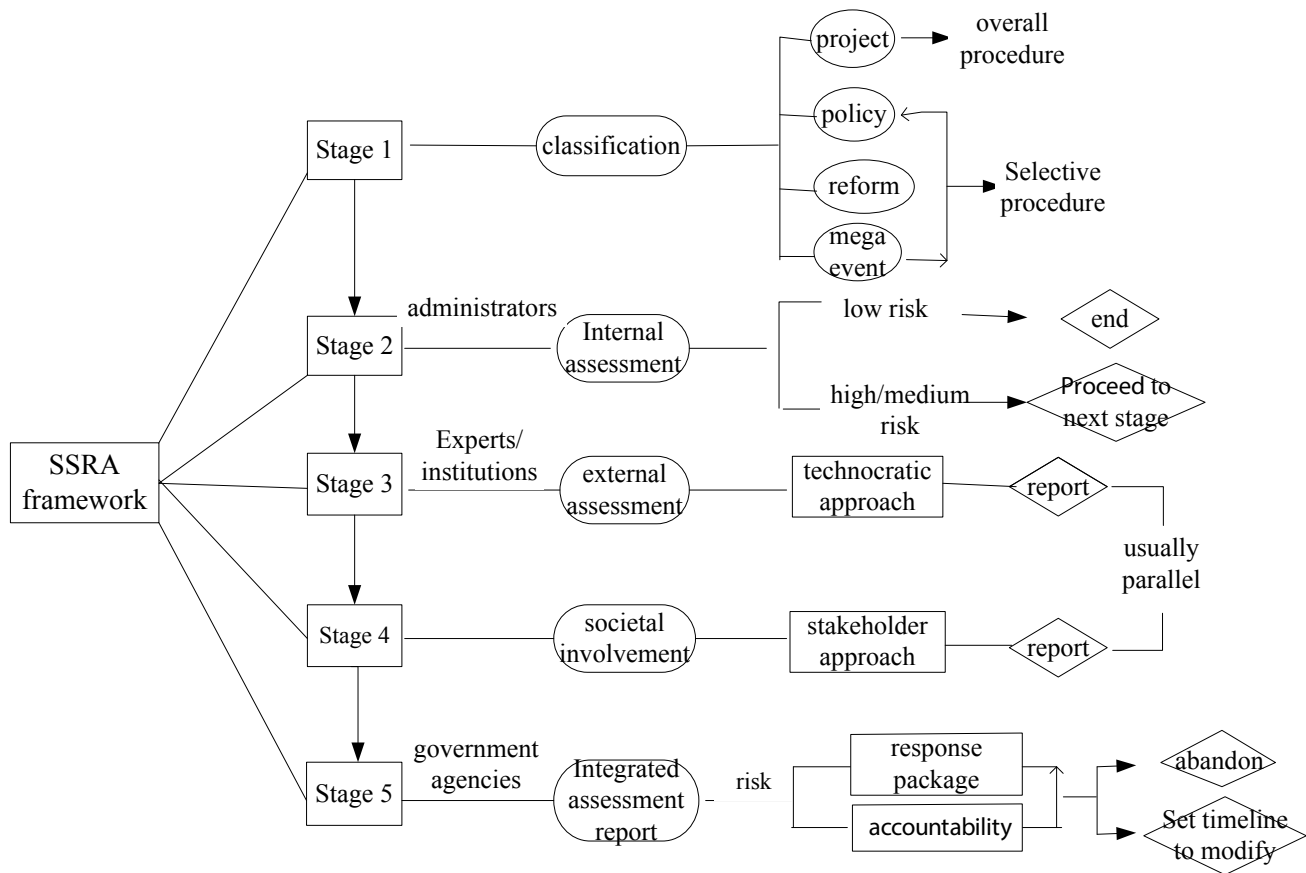 project
overall
procedure
policy
Stage 1
classification
reform
Selective
procedure
mega
event
administrators
low risk
end
Stage 2
Internal
assessment
high/medium
risk
Proceed to
next stage
SSRA
framework
Experts/
institutions
Stage 3
external
assessment
technocratic
approach
report
usually
parallel
Stage 4
societal
involvement
stakeholder
approach
report
government
agencies
Stage 5
Integrated
assessment
report
risk
response
package
accountability
abandon
Set timeline
to modify